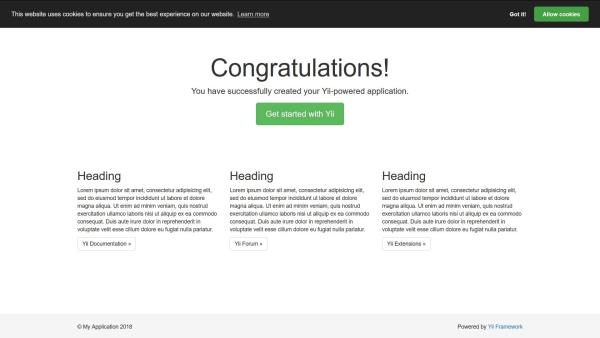 This website uses cookies to ensure you get the best experience on our website. Learn more
Got it!
Allow cookies
Congratulations!
You have successfully created your Yii-powered application.
Get started with Yii
Heading
Lorem ipsum dolor sit amet, consectetur adipisicing elit,
sed do eiusmod tempor incididunt ut labore et dolore
magna aliqua. Ut enim ad minim veniam, quis nostrud
exercitation ullamco laboris nisi ut aliquip ex ea commodo
consequat. Duis aute irure dolor in reprehenderit in
voluptate velit esse cillum dolore eu fugiat nulla pariatur.
Yii Documentation »
Heading
Lorem ipsum dolor sit amet, consectetur adipisicing elit,
sed do eiusmod tempor incididunt ut labore et dolore
magna aliqua. Ut enim ad minim veniam, quis nostrud
exercitation ullamco laboris nisi ut aliquip ex ea commodo
consequat. Duis aute irure dolor in reprehenderit in
voluptate velit esse cillum dolore eu fugiat nulla pariatur.
Yii Forum »
Heading
Lorem ipsum dolor sit amet, consectetur adipisicing elit,
sed do eiusmod tempor incididunt ut labore et dolore
magna aliqua. Ut enim ad minim veniam, quis nostrud
exercitation ullamco laboris nisi ut aliquip ex ea commodo
consequat. Duis aute irure dolor in reprehenderit in
voluptate velit esse cillum dolore eu fugiat nulla pariatur.
Yii Extensions »
© My Application 2018
Powered by Yii Framework